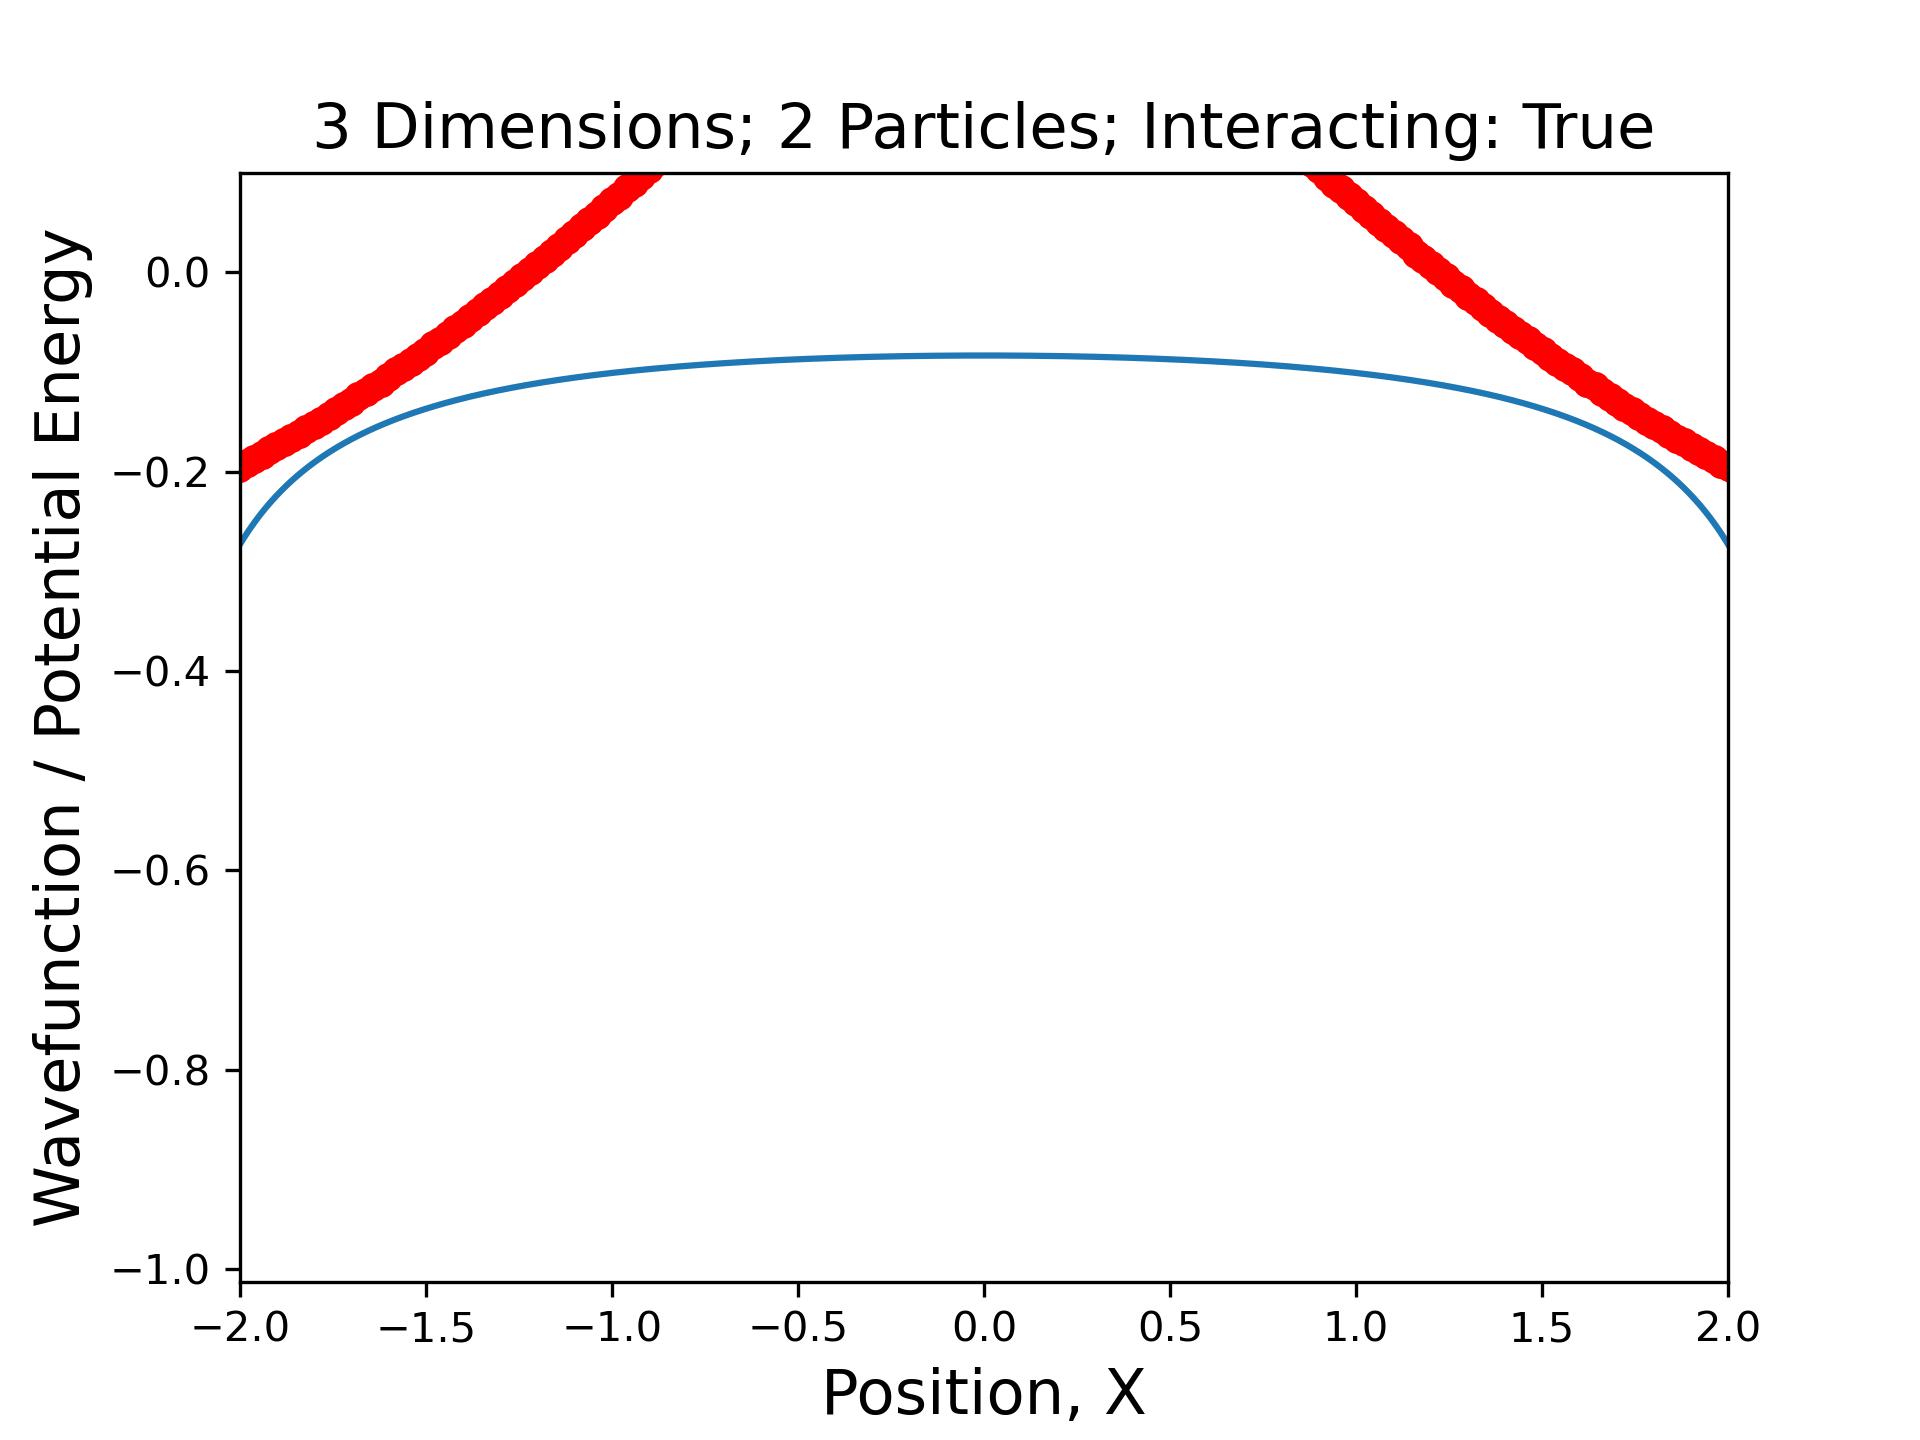 3 Dimensions; 2 Particles; Interacting: True
Wavefunction / Potential Energy
0.0
−0.2
−0.4
−0.6
−0.8
−1.0
−2.0 −1.5 −1.0 −0.5 0.0 0.5 1.0 1.5 2.0
Position, X